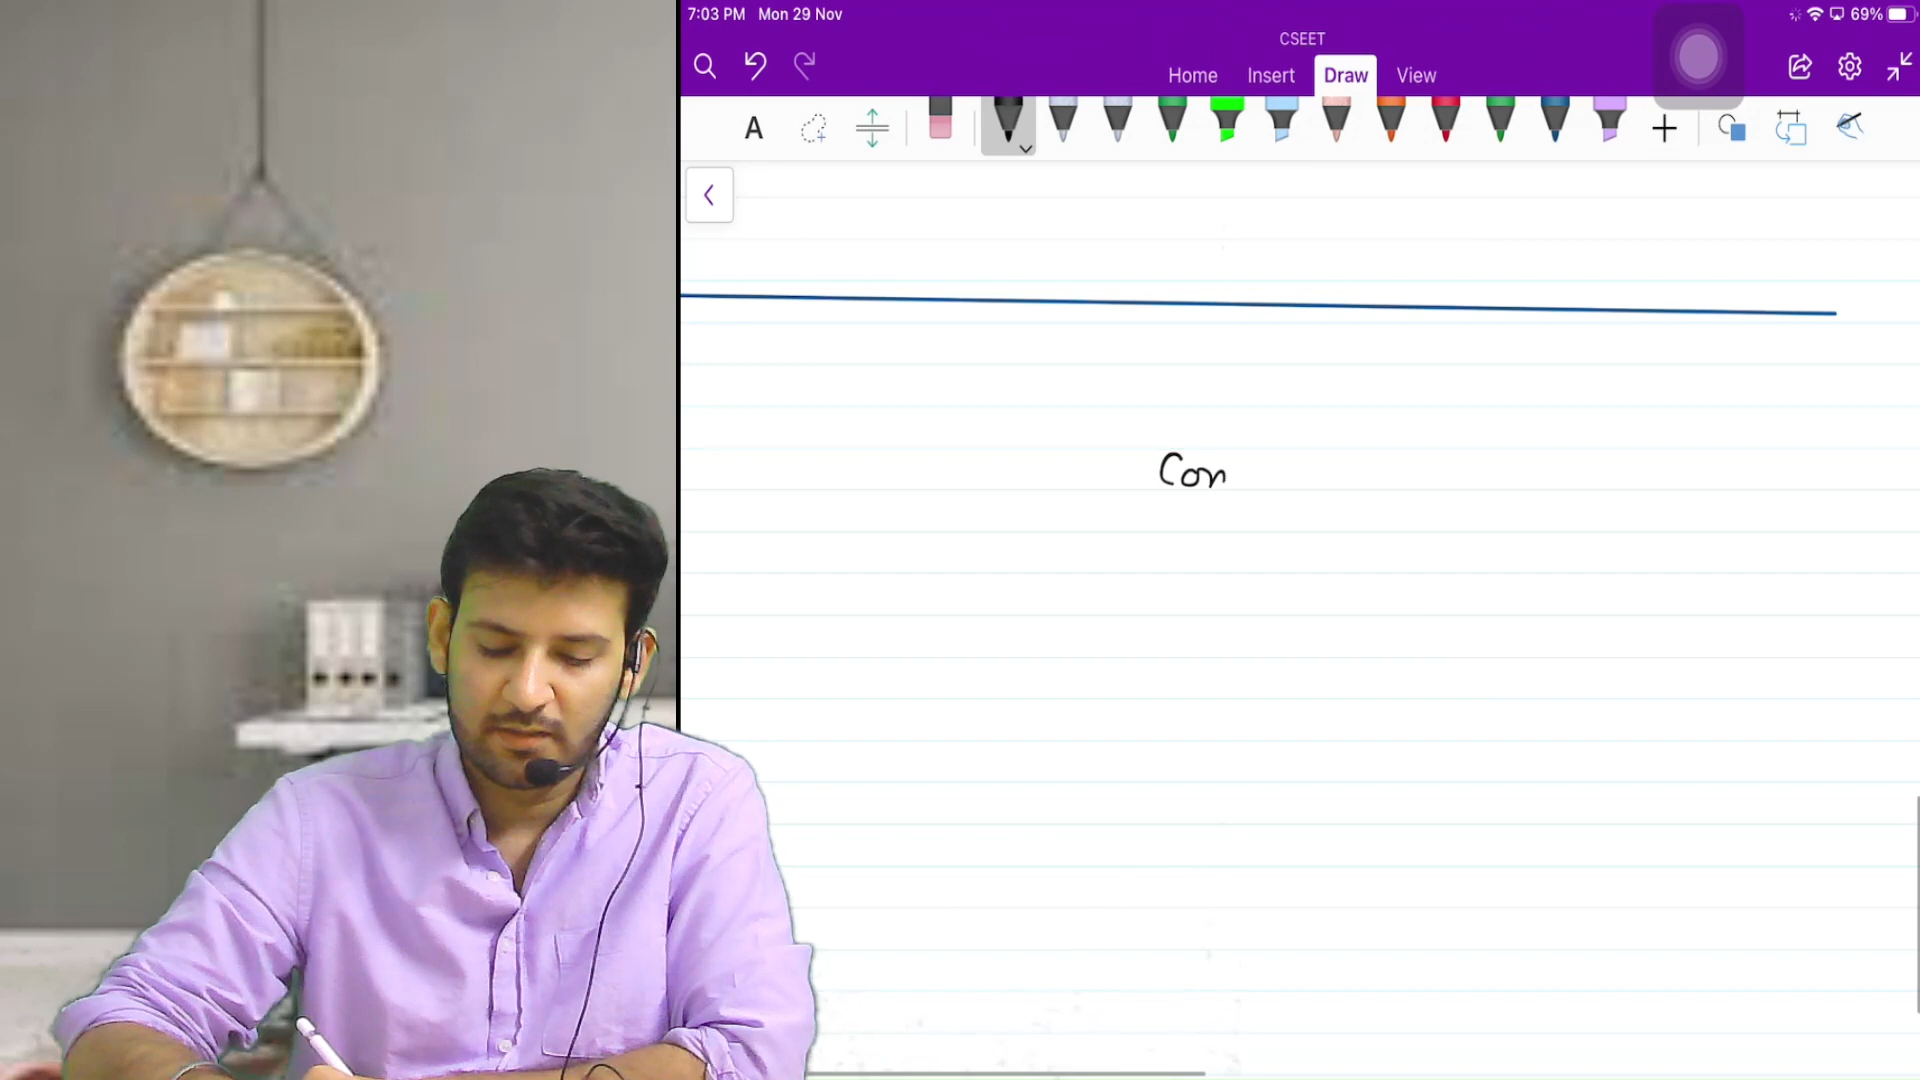 7:03 PM Mon 29 Nov
69%
CSEET
Home Insert Draw View
A
Con